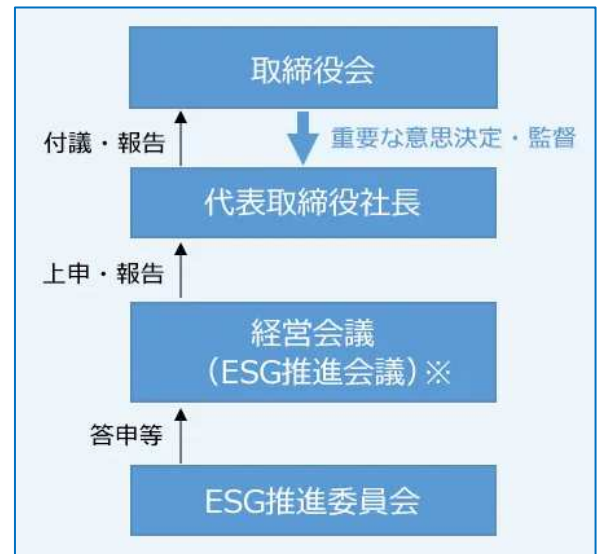 取締役会
付議・報告
重要な意思決定・監督
代表取締役社長
上申・報告
経営会議
(ESG推進会議)※
答申等
ESG推進委員会